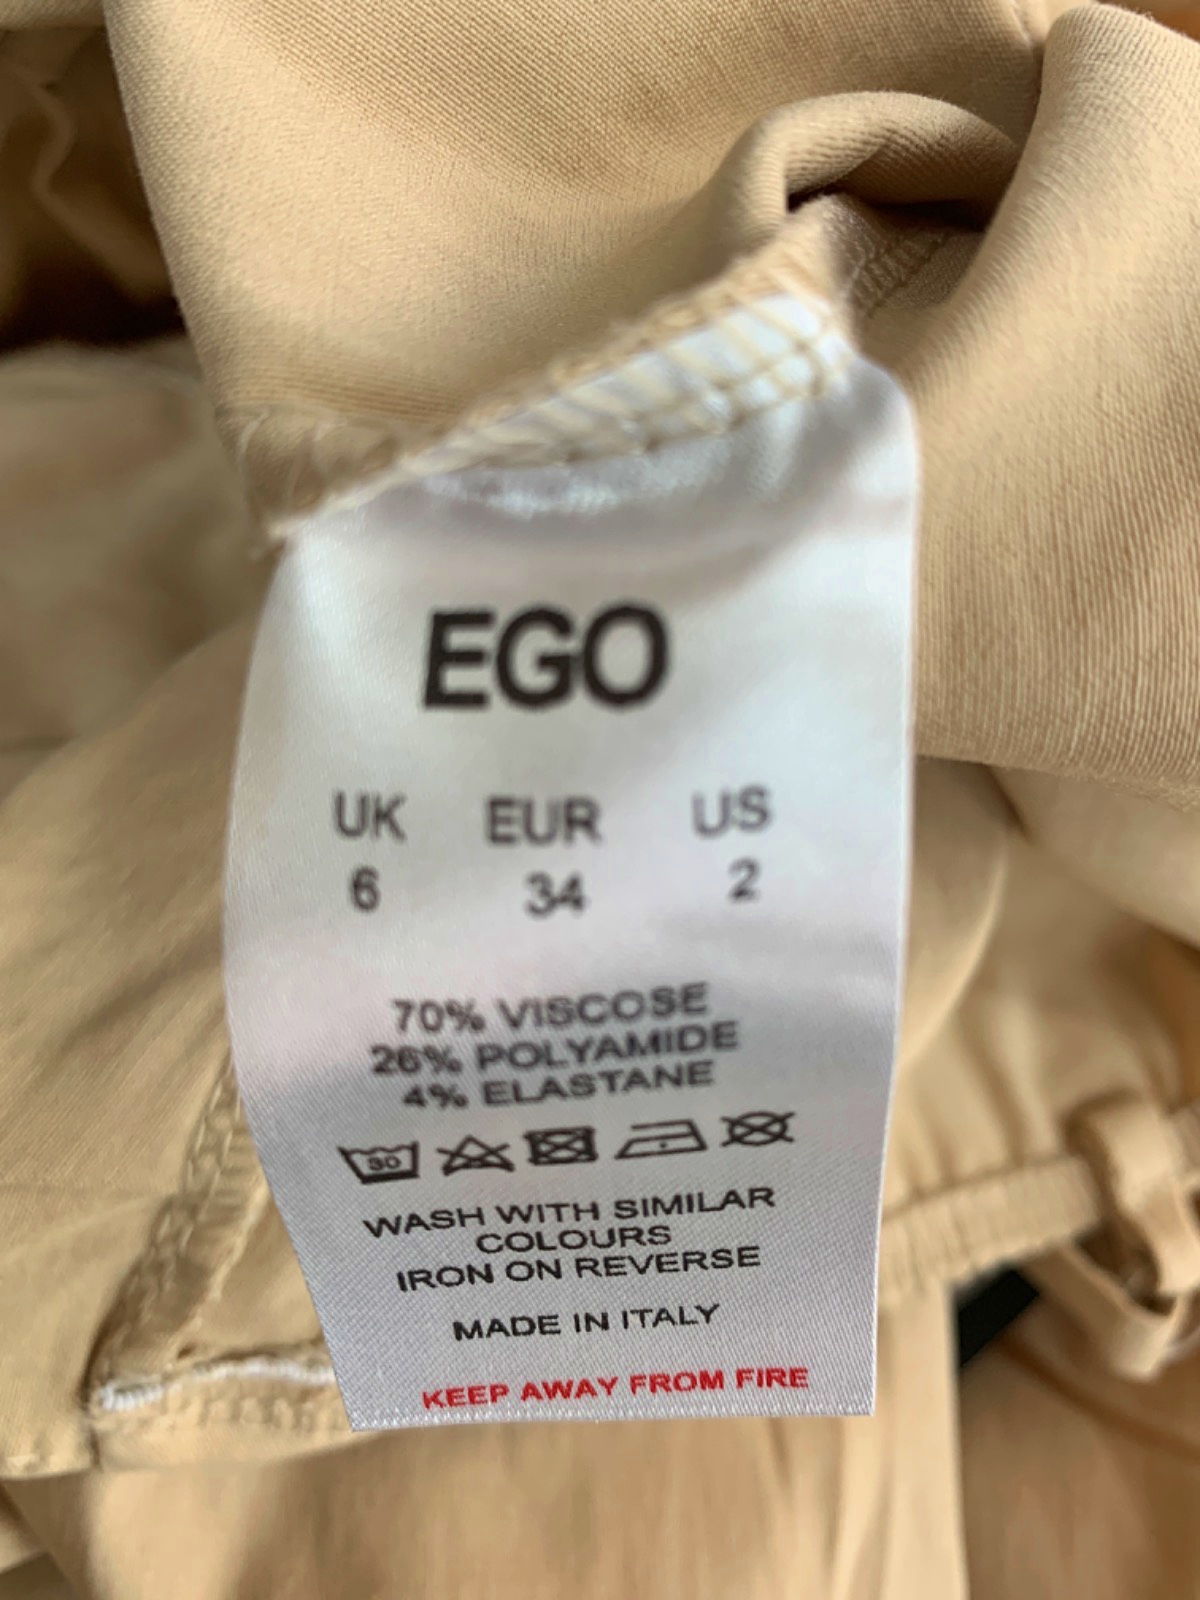 EGO
UK EUR US
6 34 2
70% VISCOSE
26% POLYAMIDE
4% ELASTANE
30
WASH WITH SIMILAR
COLOURS
IRON ON REVERSE
MADE IN ITALY
KEEP AWAY FROM FIRE